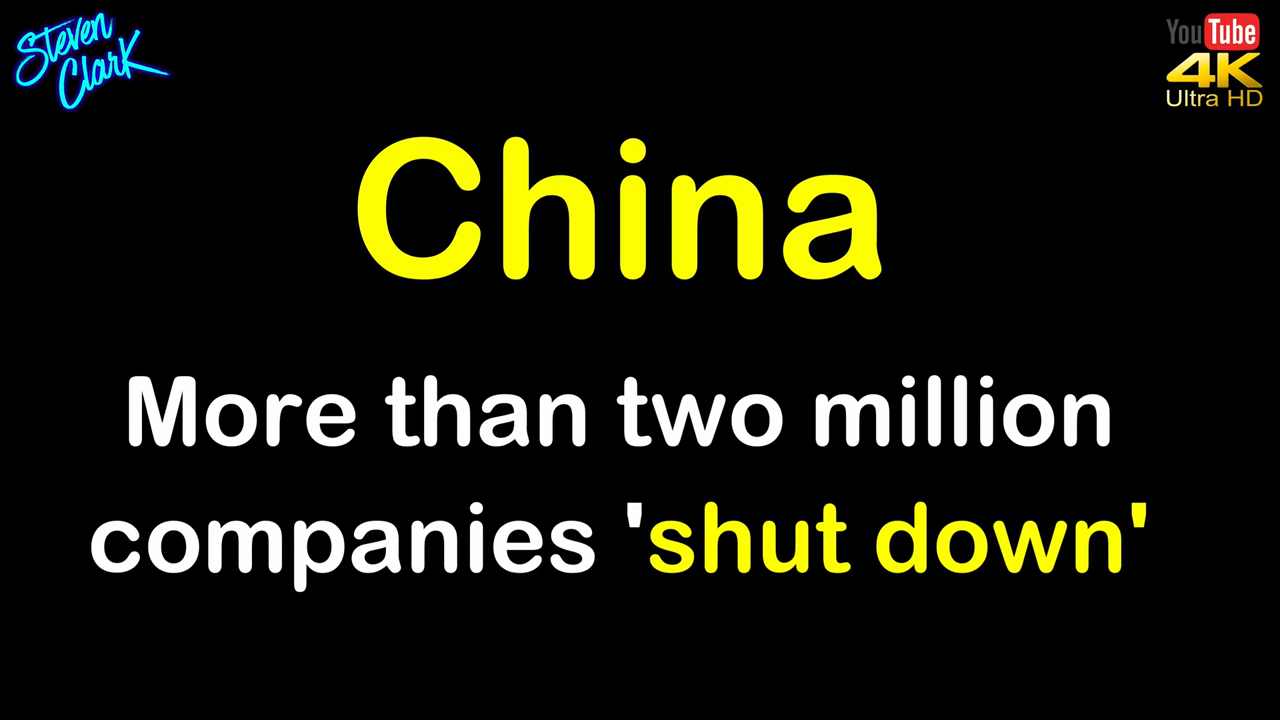 Steven
Clark
YouTube
4K
Ultra HD
China
More than two million
companies 'shut down'